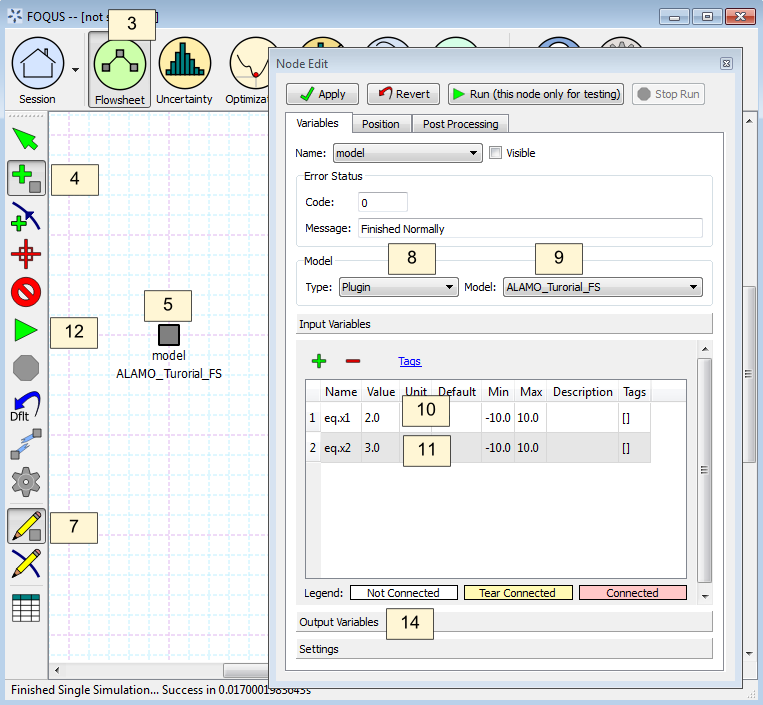 FOQUS -- [not s
3
Session
Flowsheet
Uncertainty
Optimizat
Node Edit
Apply
Revert
Run (this node only for testing)
Stop Run
Variables
Position
Post Processing
Name:
model
Visible
Error Status
Code:
0
Message:
Finished Normally
Model
8
9
Type:
Plugin
Model:
ALAMO_Turorial_FS
Input Variables
Tags
Name Value Unit Default Min Max Description Tags
1 eq.x1 2.0 -10.0 10.0 []
10
2 eq.x2 3.0 -10.0 10.0 []
11
Legend:
Not Connected
Tear Connected
Connected
Output Variables
14
Settings
4
5
model
ALAMO_Turorial_FS
12
Dflt
7
Finished Single Simulation... Success in 0.0170001983643s